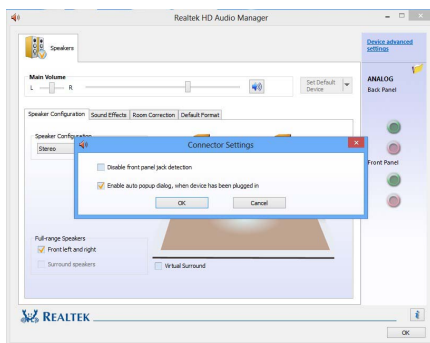 Realtek HD Audio Manager
Speakers
Device advanced
settings
Main Volume
L
R
Set Default
Device
ANALOG
Back Panel
Speaker Configuration
Sound Effects
Room Correction
Default Format
Speaker Configuration
Stereo
Connector Settings
Disable front panel jack detection
Enable auto popup dialog, when device has been plugged in
OK
Cancel
Front Panel
Full-range Speakers
Front left and right
Surround speakers
Virtual Surround
REALTEK
i
OK